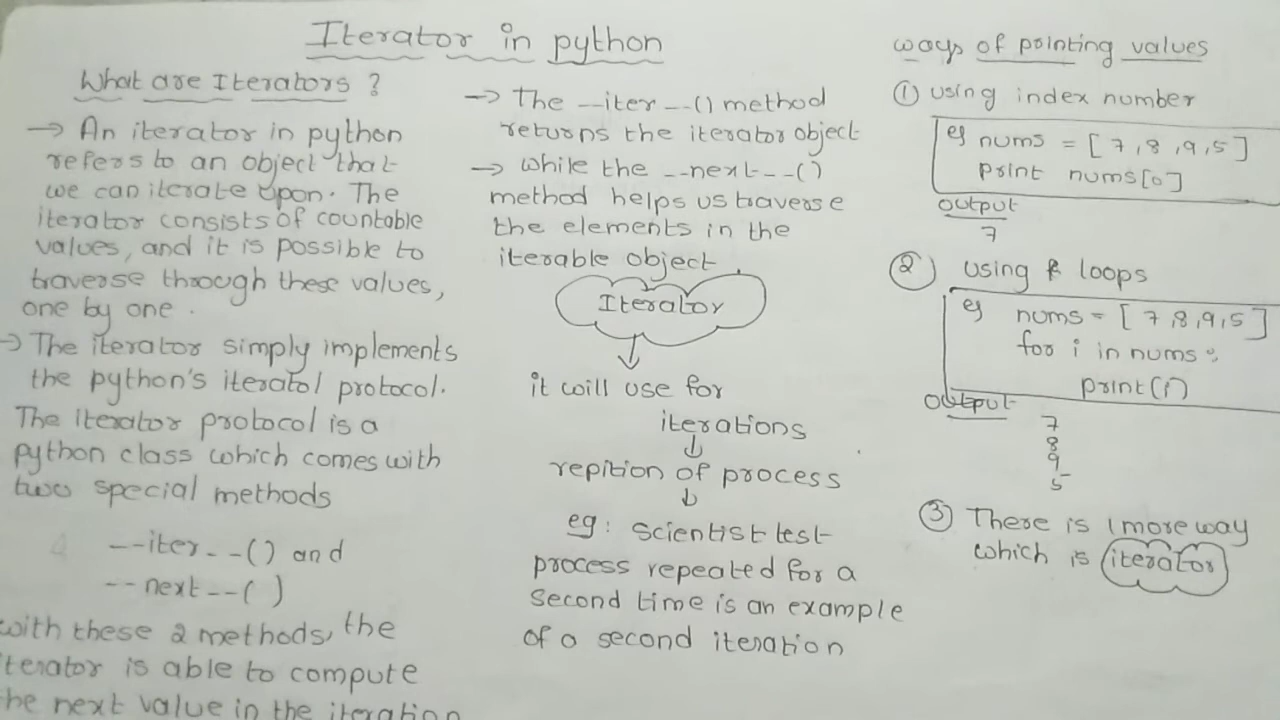 Iterator in python
What are Iterators ?
→ An iterator in python
refers to an object that
we can iterate upon. The
iterator consists of countable
values, and it is possible to
traverse through these values,
one by one.
→ The iterator simply implements
the python's iterator protocol.
The iterator protocol is a
python class which comes with
two special methods
__iter__() and
__next__()
with these 2 methods, the
iterator is able to compute
the next value in the iteration
→ The __iter__() method
returns the iterator object
→ while the __next__()
method helps us traverse
the elements in the
iterable object.
Iterator
↓
it will use for
iterations
↓
repition of process
↓
eg: scientist test
process repeated for a
second time is an example
of a second iteration
ways of printing values
① using index number
eg nums = [7,8,9,5]
print nums[0]
output
7
② using loops
eg nums = [7,8,9,5]
for i in nums:
print(i)
output
7
8
9
5
③ There is 1 more way
which is iterator